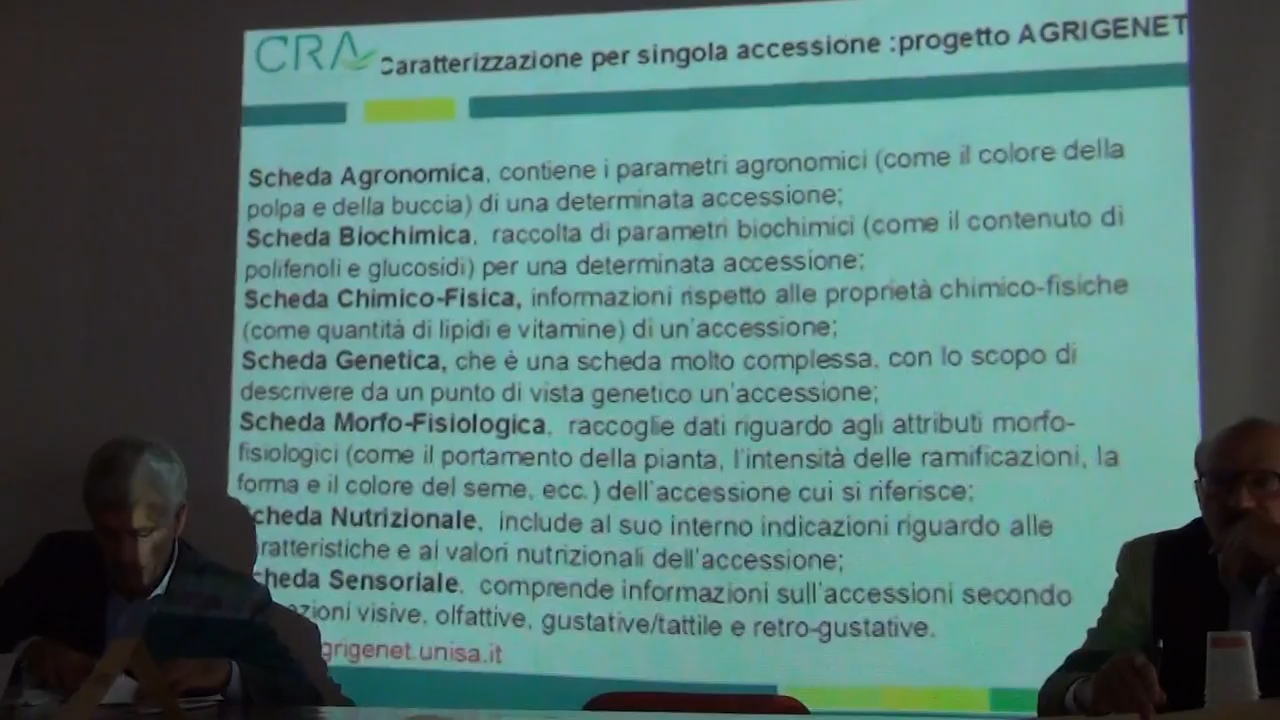 CRA
Caratterizzazione per singola accessione :progetto AGRIGENET
Scheda Agronomica, contiene i parametri agronomici (come il colore della
polpa e della buccia) di una determinata accessione;
Scheda Biochimica, raccolta di parametri biochimici (come il contenuto di
polifenoli e glucosidi) per una determinata accessione;
Scheda Chimico-Fisica, informazioni rispetto alle proprietà chimico-fisiche
(come quantità di lipidi e vitamine) di un'accessione;
Scheda Genetica, che è una scheda molto complessa, con lo scopo di
descrivere da un punto di vista genetico un'accessione;
Scheda Morfo-Fisiologica, raccoglie dati riguardo agli attributi morfo-
fisiologici (come il portamento della pianta, l'intensità delle ramificazioni, la
forma e il colore del seme, ecc.) dell'accessione cui si riferisce;
cheda Nutrizionale, include al suo interno indicazioni riguardo alle
ratteristiche e ai valori nutrizionali dell'accessione;
cheda Sensoriale, comprende informazioni sull'accessioni secondo
zioni visive, olfattive, gustative/tattile e retro-gustative.
grigenet.unisa.it